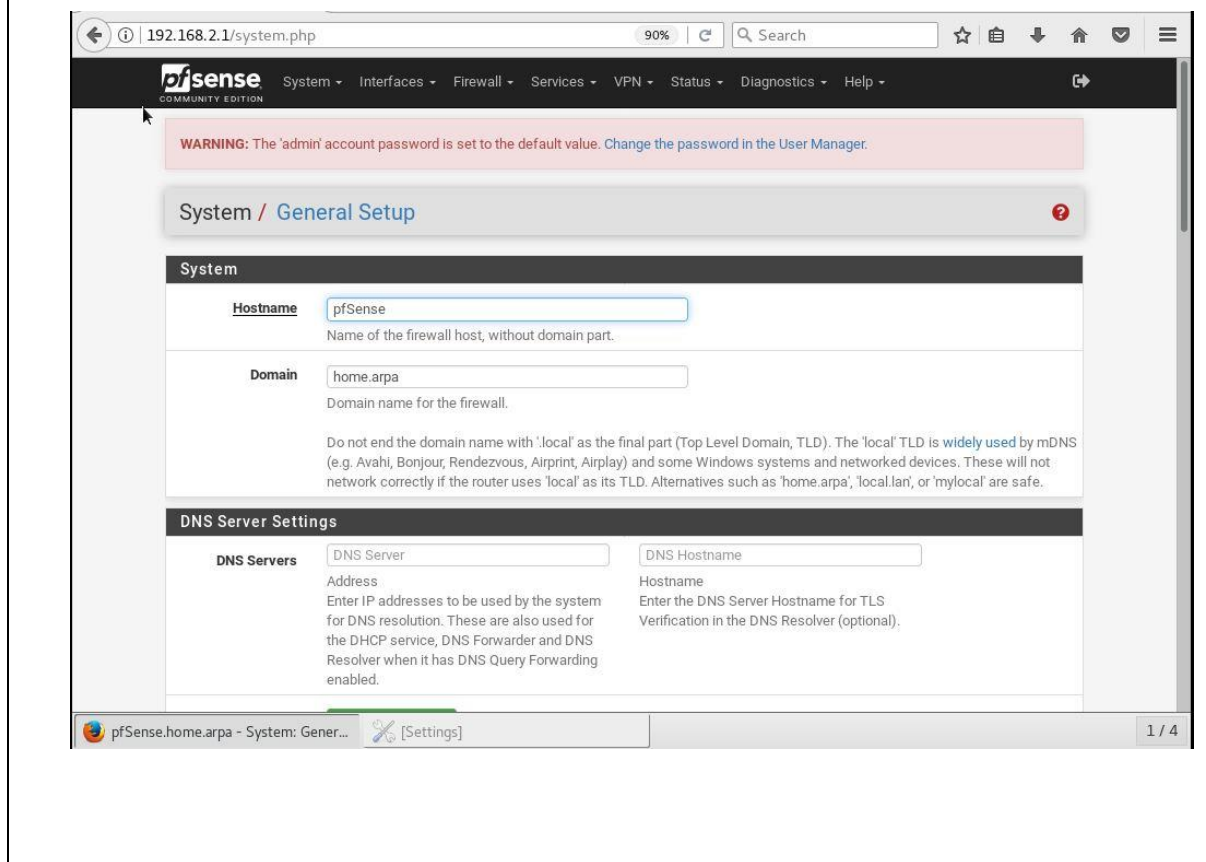 192.168.2.1/system.php 90% Search
pfsense System Interfaces Firewall Services VPN Status Diagnostics Help
COMMUNITY EDITION
WARNING: The 'admin' account password is set to the default value. Change the password in the User Manager.
System / General Setup
System
Hostname pfSense
Name of the firewall host, without domain part.
Domain home.arpa
Domain name for the firewall.
Do not end the domain name with '.local' as the final part (Top Level Domain, TLD). The 'local' TLD is widely used by mDNS
(e.g. Avahi, Bonjour, Rendezvous, Airprint, Airplay) and some Windows systems and networked devices. These will not
network correctly if the router uses 'local' as its TLD. Alternatives such as 'home.arpa', 'local.lan', or 'mylocal' are safe.
DNS Server Settings
DNS Servers DNS Server DNS Hostname
Address Hostname
Enter IP addresses to be used by the system Enter the DNS Server Hostname for TLS
for DNS resolution. These are also used for Verification in the DNS Resolver (optional).
the DHCP service, DNS Forwarder and DNS
Resolver when it has DNS Query Forwarding
enabled.
pfSense.home.arpa - System: Gener... [Settings] 1 / 4